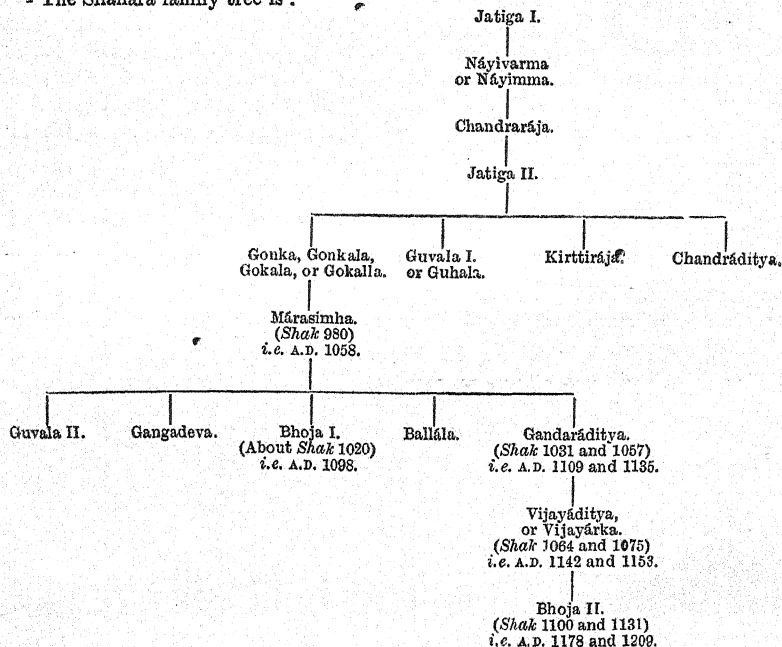 The Silahára family tree is :
Jatiga I.
Náyivarma
or Náyimma.
Chandrarája.
Jatiga II.
Gonka, Gonkala,
Gokala, or Gokalla.
Guvala I.
or Guhala.
Kirttirája.
Chandráditya.
Márasimha.
(Shak 980)
i.e. A.D. 1058.
Guvala II.
Gangadeva.
Bhoja I.
(About Shak 1020)
i.e. A.D. 1098.
Ballála.
Gandaráditya.
(Shak 1031 and 1057)
i.e. A.D. 1109 and 1135.
Vijayáditya,
or Vijayárka.
(Shak 1064 and 1075)
i.e. A.D. 1142 and 1153.
Bhoja II.
(Shak 1100 and 1131)
i.e. A.D. 1178 and 1209.